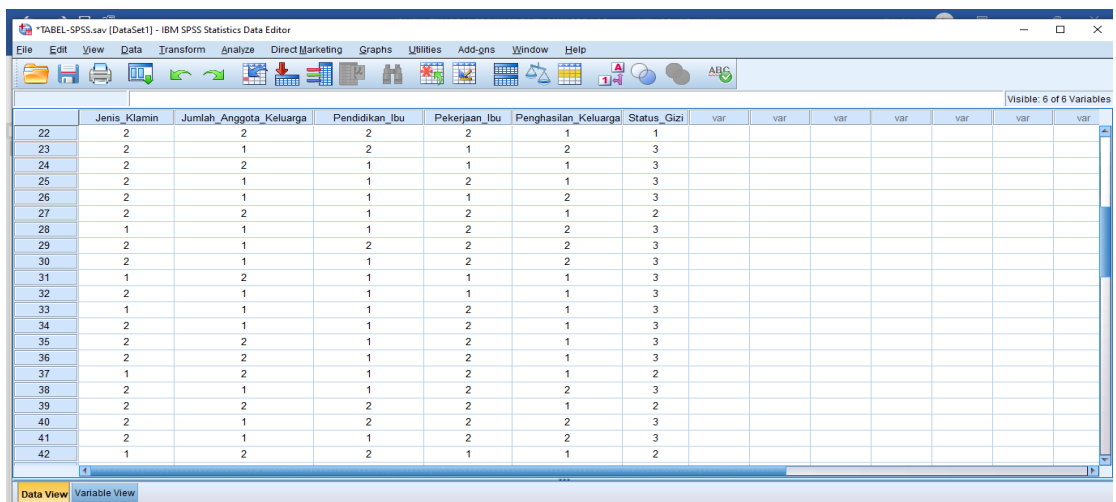 *TABEL-SPSS.sav [DataSet1] - IBM SPSS Statistics Data Editor
File Edit View Data Transform Analyze Direct Marketing Graphs Utilities Add-ons Window Help
Visible: 6 of 6 Variables
Jenis_Klamin Jumlah_Anggota_Keluarga Pendidikan_Ibu Pekerjaan_Ibu Penghasilan_Keluarga Status_Gizi var var var var var var var
22 2 2 2 2 1 1
23 2 1 2 1 2 3
24 2 2 1 1 1 3
25 2 1 1 2 1 3
26 2 1 1 1 2 3
27 2 2 1 2 1 2
28 1 1 1 2 2 3
29 2 1 2 2 2 3
30 2 1 1 2 2 3
31 1 2 1 1 1 3
32 2 1 1 1 1 3
33 1 1 1 2 1 3
34 2 1 1 2 1 3
35 2 2 1 2 1 3
36 2 2 1 2 1 3
37 1 2 1 2 1 2
38 2 1 1 2 2 3
39 2 2 2 2 1 2
40 2 1 2 2 2 3
41 2 1 1 2 2 3
42 1 2 2 1 1 2
Data View Variable View